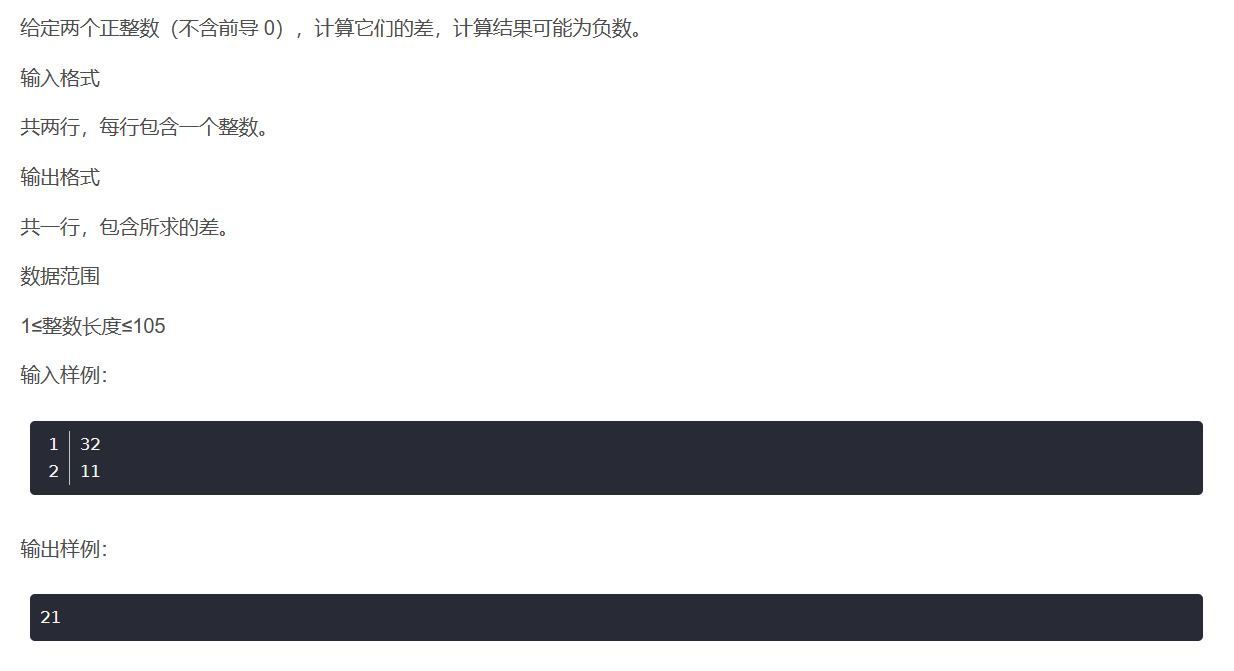 给定两个正整数（不含前导 0），计算它们的差，计算结果可能为负数。
输入格式
共两行，每行包含一个整数。
输出格式
共一行，包含所求的差。
数据范围
1≤整数长度≤105
输入样例：
1 32
2 11
输出样例：
21